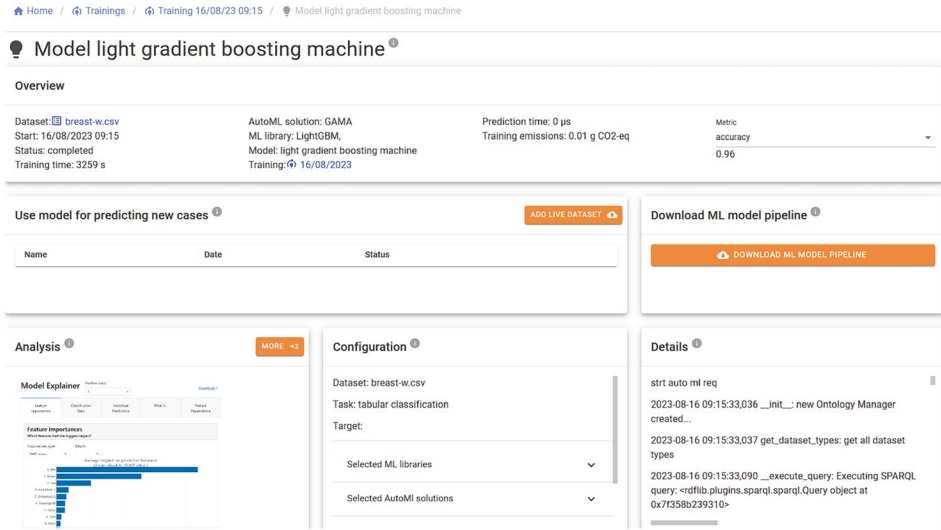 Home / Trainings / Training 16/08/23 09:15 / Model light gradient boosting machine
Model light gradient boosting machine
Overview
Dataset: breast-w.csv
Start: 16/08/2023 09:15
Status: completed
Training time: 3259 s
AutoML solution: GAMA
ML library: LightGBM,
Model: light gradient boosting machine
Training: 16/08/2023
Prediction time: 0 µs
Training emissions: 0.01 g CO2-eq
Metric
accuracy
0.96
Use model for predicting new cases
ADD LIVE DATASET
Name Date Status
Download ML model pipeline
DOWNLOAD ML MODEL PIPELINE
Analysis
MORE
Model Explainer
Feature Importances
Which features had the biggest impact?
Configuration
Dataset: breast-w.csv
Task: tabular classification
Target:
Selected ML libraries
Selected AutoMl solutions
Details
strt auto ml req
2023-08-16 09:15:33,036 __init__: new Ontology Manager
created...
2023-08-16 09:15:33,037 get_dataset_types: get all dataset
types
2023-08-16 09:15:33,090 __execute_query: Executing SPARQL
query: <rdflib.plugins.sparql.sparql.Query object at
0x7f358b239310>